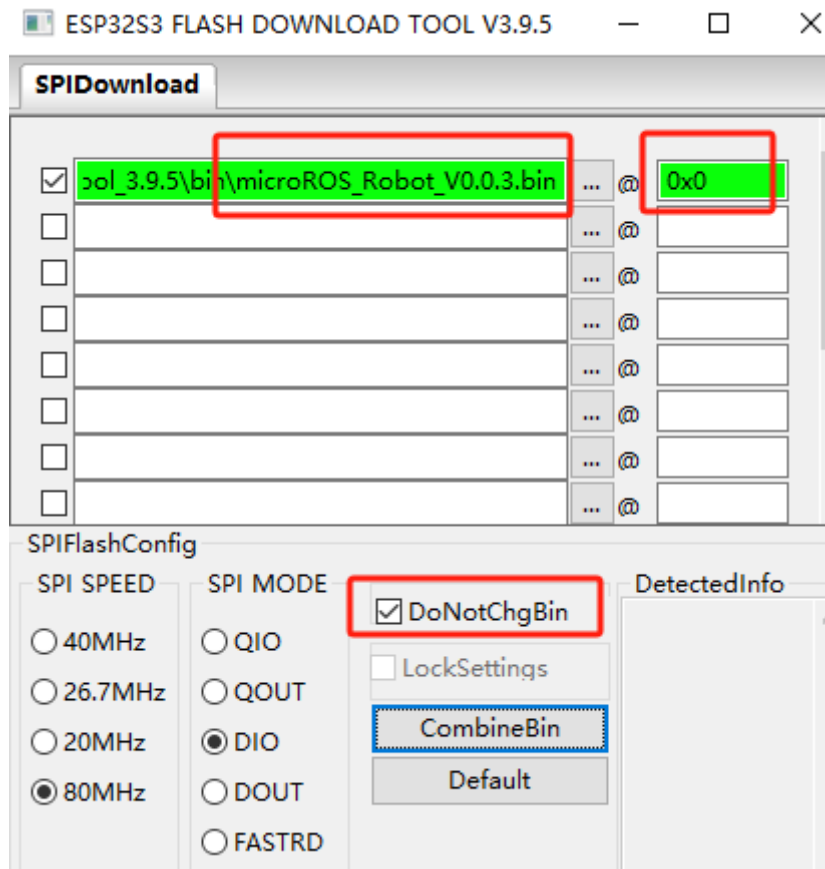 ESP32S3 FLASH DOWNLOAD TOOL V3.9.5
SPIDownload
ool_3.9.5\bin\microROS_Robot_V0.0.3.bin ... @ 0x0
... @
... @
... @
... @
... @
... @
... @
SPIFlashConfig
SPI SPEED SPI MODE DoNotChgBin DetectedInfo
40MHz QIO LockSettings
26.7MHz QOUT CombineBin
20MHz DIO Default
80MHz DOUT
FASTRD